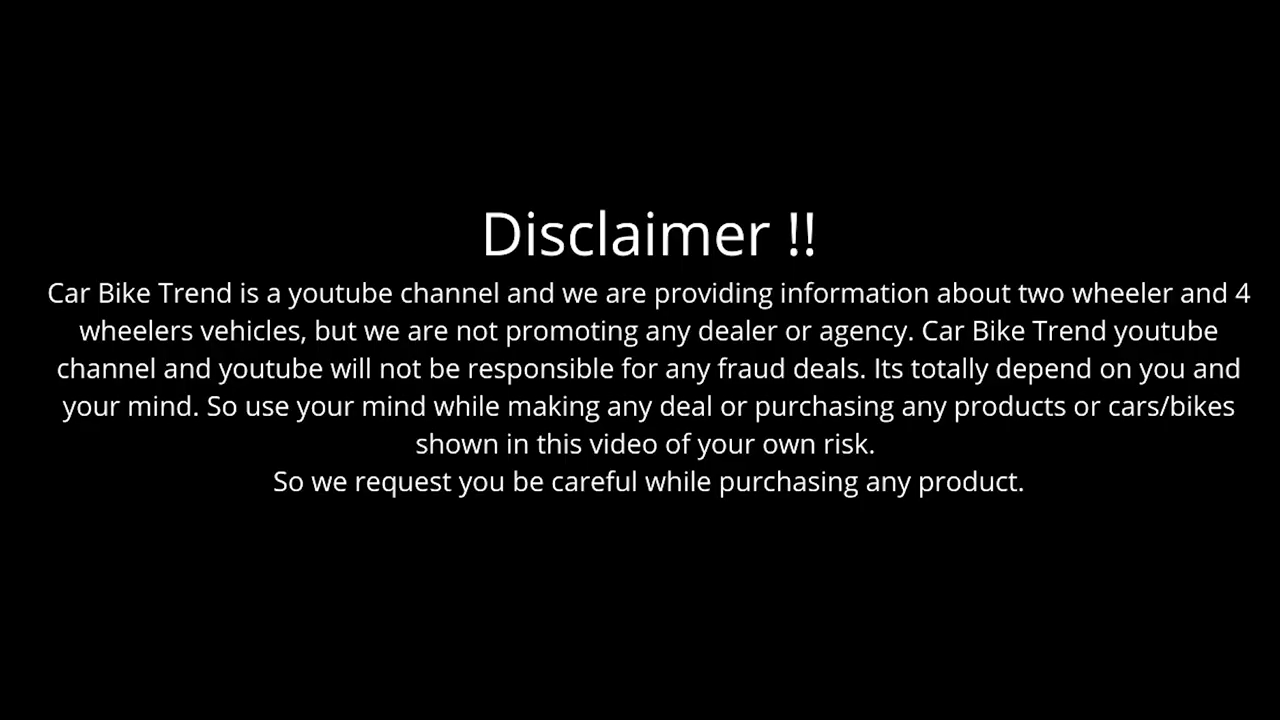 Disclaimer !!
Car Bike Trend is a youtube channel and we are providing information about two wheeler and 4
wheelers vehicles, but we are not promoting any dealer or agency. Car Bike Trend youtube
channel and youtube will not be responsible for any fraud deals. Its totally depend on you and
your mind. So use your mind while making any deal or purchasing any products or cars/bikes
shown in this video of your own risk.
So we request you be careful while purchasing any product.